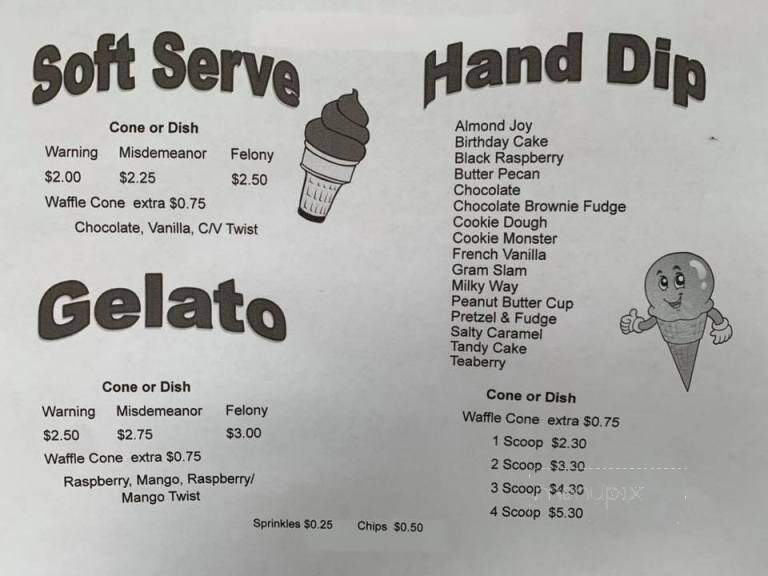 Soft Serve
Cone or Dish
Warning Misdemeanor Felony
$2.00 $2.25 $2.50
Waffle Cone extra $0.75
Chocolate, Vanilla, C/V Twist
Gelato
Cone or Dish
Warning Misdemeanor Felony
$2.50 $2.75 $3.00
Waffle Cone extra $0.75
Raspberry, Mango, Raspberry/
Mango Twist
Hand Dip
Almond Joy
Birthday Cake
Black Raspberry
Butter Pecan
Chocolate
Chocolate Brownie Fudge
Cookie Dough
Cookie Monster
French Vanilla
Gram Slam
Milky Way
Peanut Butter Cup
Pretzel & Fudge
Salty Caramel
Tandy Cake
Teaberry
Cone or Dish
Waffle Cone extra $0.75
1 Scoop $2.30
2 Scoop $3.30
3 Scoop $4.30
4 Scoop $5.30
Sprinkles $0.25 Chips $0.50
menupix